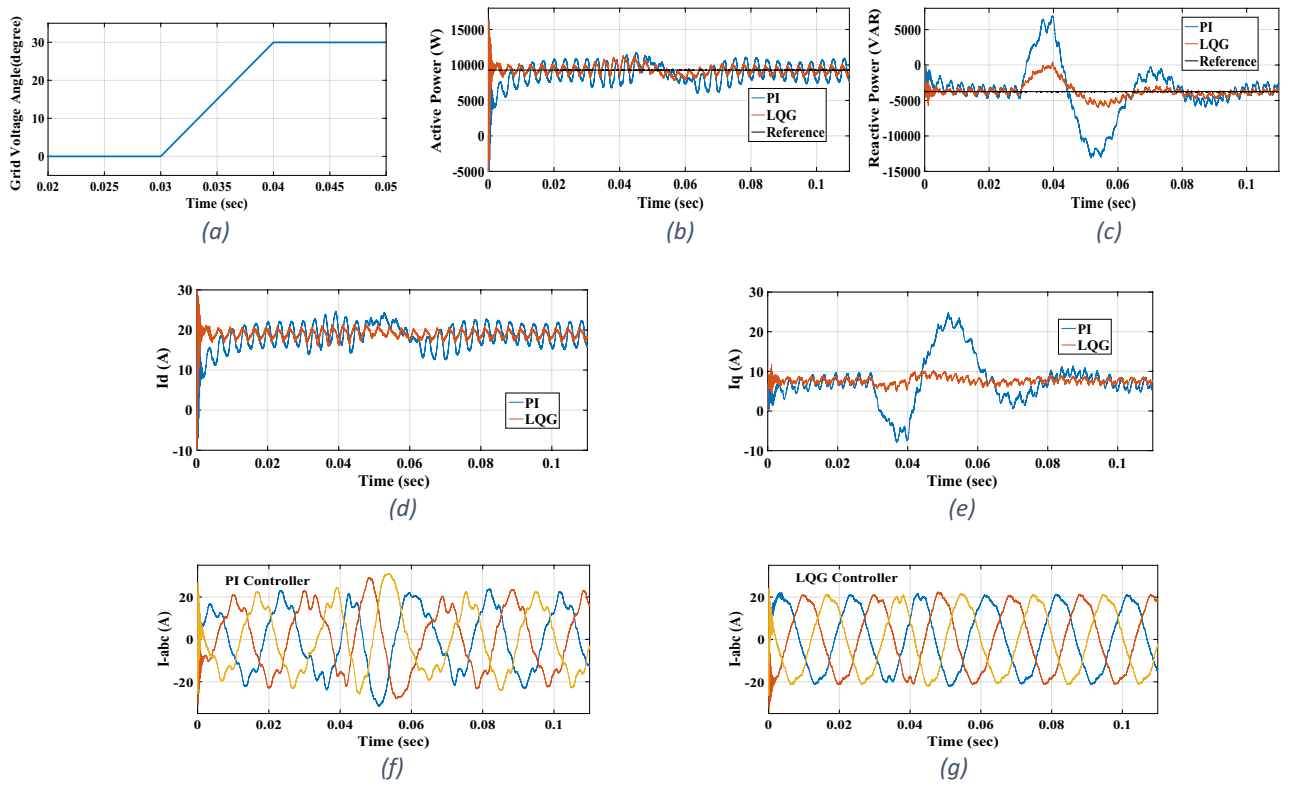 Grid Voltage Angle(degree)
30
20
10
0
0.02 0.025 0.03 0.035 0.04 0.045 0.05
Time (sec)
(a)
Active Power (W)
15000
10000
5000
0
-5000
PI
LQG
Reference
0 0.02 0.04 0.06 0.08 0.1
Time (sec)
(b)
Reactive Power (VAR)
5000
0
-5000
-10000
-15000
PI
LQG
Reference
0 0.02 0.04 0.06 0.08 0.1
Time (sec)
(c)
Id (A)
30
20
10
0
-10
PI
LQG
0 0.02 0.04 0.06 0.08 0.1
Time (sec)
(d)
Iq (A)
30
20
10
0
-10
PI
LQG
0 0.02 0.04 0.06 0.08 0.1
Time (sec)
(e)
PI Controller
I-abc (A)
20
0
-20
0 0.02 0.04 0.06 0.08 0.1
Time (sec)
(f)
LQG Controller
I-abc (A)
20
0
-20
0 0.02 0.04 0.06 0.08 0.1
Time (sec)
(g)